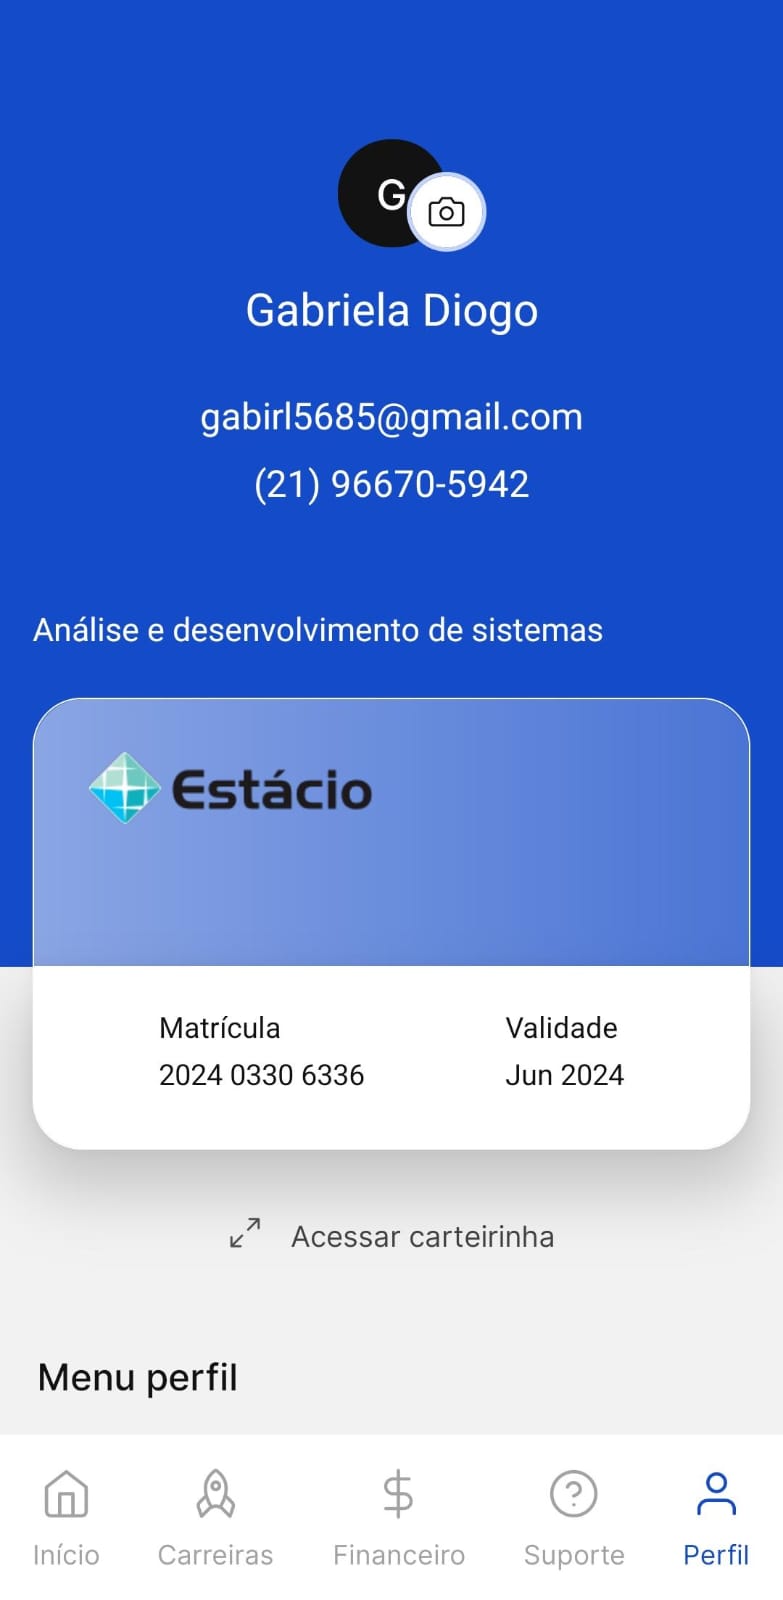 G
Gabriela Diogo
gabirl5685@gmail.com
(21) 96670-5942
Análise e desenvolvimento de sistemas
Estácio
Matrícula Validade
2024 0330 6336 Jun 2024
Acessar carteirinha
Menu perfil
Início Carreiras Financeiro Suporte Perfil